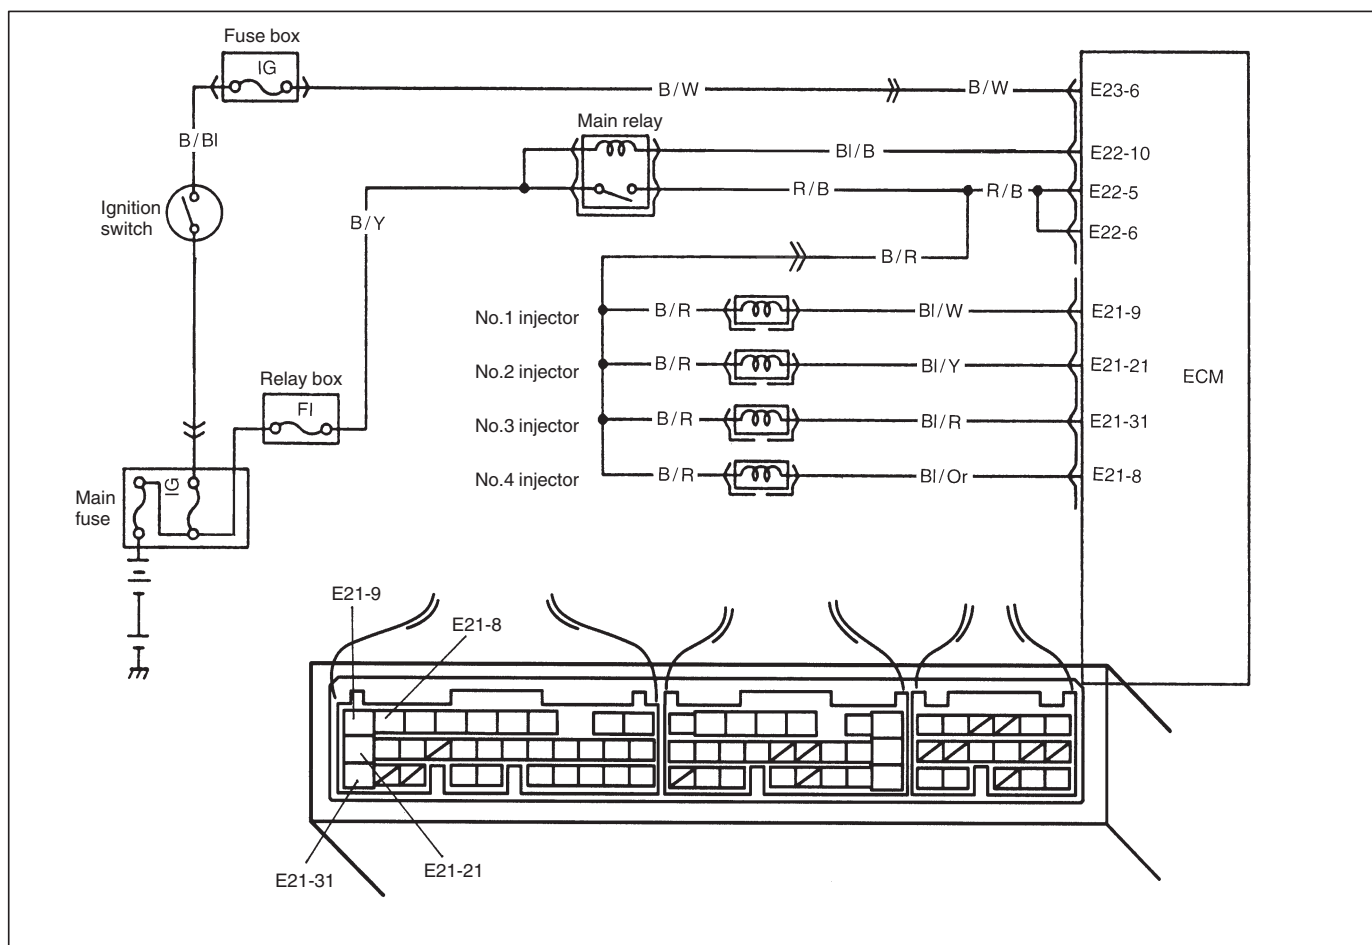 Fuse box
IG
B/W
B/W
E23-6
B/Bl
Main relay
Bl/B
E22-10
R/B
R/B
E22-5
Ignition
switch
B/Y
E22-6
B/R
No.1 injector
B/R
Bl/W
E21-9
No.2 injector
B/R
Bl/Y
E21-21
ECM
Relay box
FI
No.3 injector
B/R
Bl/R
E21-31
No.4 injector
B/R
Bl/Or
E21-8
Main
fuse
IG
E21-9
E21-8
E21-21
E21-31